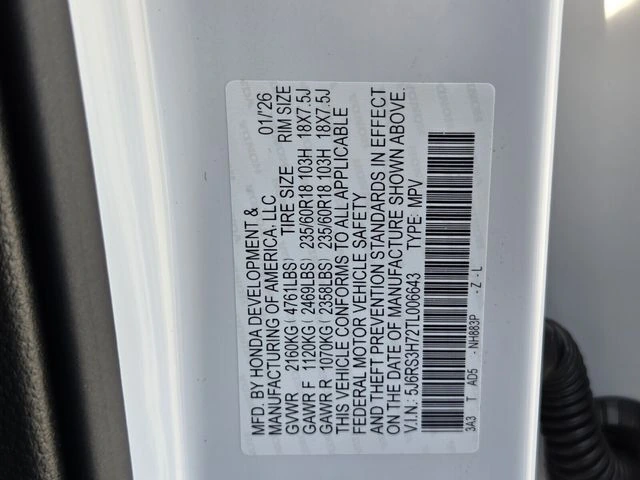 MFD. BY HONDA DEVELOPMENT &
MANUFACTURING OF AMERICA, LLC 01/'26
GVWR 2160KG( 4761LBS) TIRE SIZE RIM SIZE
GAWR F 1120KG( 2469LBS) 235/60R18 103H 18X7.5J
GAWR R 1070KG( 2358LBS) 235/60R18 103H 18X7.5J
THIS VEHICLE CONFORMS TO ALL APPLICABLE
FEDERAL MOTOR VEHICLE SAFETY
AND THEFT PREVENTION STANDARDS IN EFFECT
ON THE DATE OF MANUFACTURE SHOWN ABOVE.
V.I.N.: 5J6RS3H72TL006643 TYPE: MPV
3A3 T AD5 - NH883P - Z - L